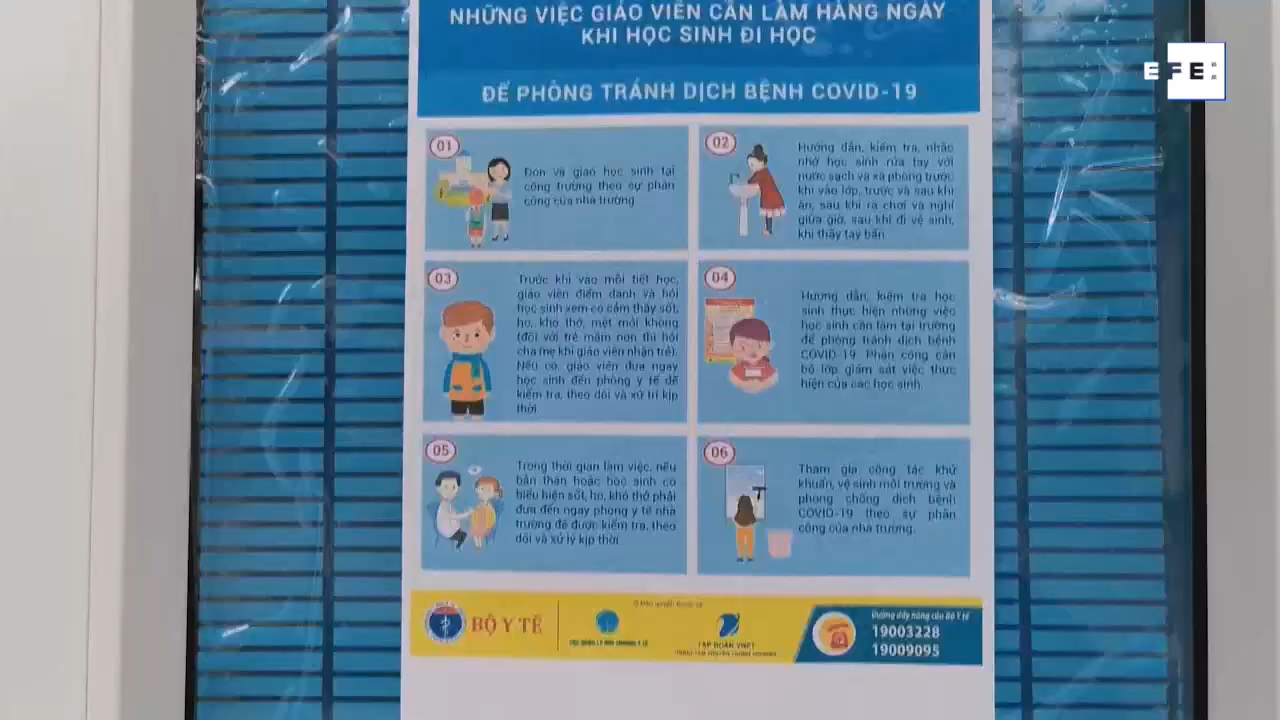 NHỮNG VIỆC GIÁO VIÊN CẦN LÀM HÀNG NGÀY
KHI HỌC SINH ĐI HỌC
ĐỂ PHÒNG TRÁNH DỊCH BỆNH COVID-19
EFE:
01
Đón và giao học sinh tại
cổng trường theo sự phân
công của nhà trường
02
Hướng dẫn, kiểm tra, nhắc
nhở học sinh rửa tay với
nước sạch và xà phòng trước
khi vào lớp, trước và sau khi
ăn, sau khi ra chơi và nghỉ
giữa giờ, sau khi đi vệ sinh,
khi thấy tay bẩn
03
Trước khi vào mỗi tiết học,
giáo viên điểm danh và hỏi
học sinh xem có cảm thấy sốt,
ho, khó thở, mệt mỏi không
(đối với trẻ mầm non thì hỏi
cha mẹ khi giáo viên nhận trẻ).
Nếu có, giáo viên đưa ngay
học sinh đến phòng y tế để
kiểm tra, theo dõi và xử trí kịp
thời
04
Hướng dẫn, kiểm tra học
sinh thực hiện những việc
học sinh cần làm tại trường
để phòng tránh dịch bệnh
COVID-19. Phân công cán
bộ lớp giám sát việc thực
hiện của các học sinh.
05
Trong thời gian làm việc, nếu
bản thân hoặc học sinh có
biểu hiện sốt, ho, khó thở phải
đưa đến ngay phòng y tế nhà
trường để được kiểm tra, theo
dõi và xử lý kịp thời
06
Tham gia công tác khử
khuẩn, vệ sinh môi trường và
phòng chống dịch bệnh
COVID-19 theo sự phân
công của nhà trường.
BỘ Y TẾ
CỤC QUẢN LÝ MÔI TRƯỜNG Y TẾ
TẬP ĐOÀN VNPT
Đường dây nóng của Bộ Y tế
19003228
19009095